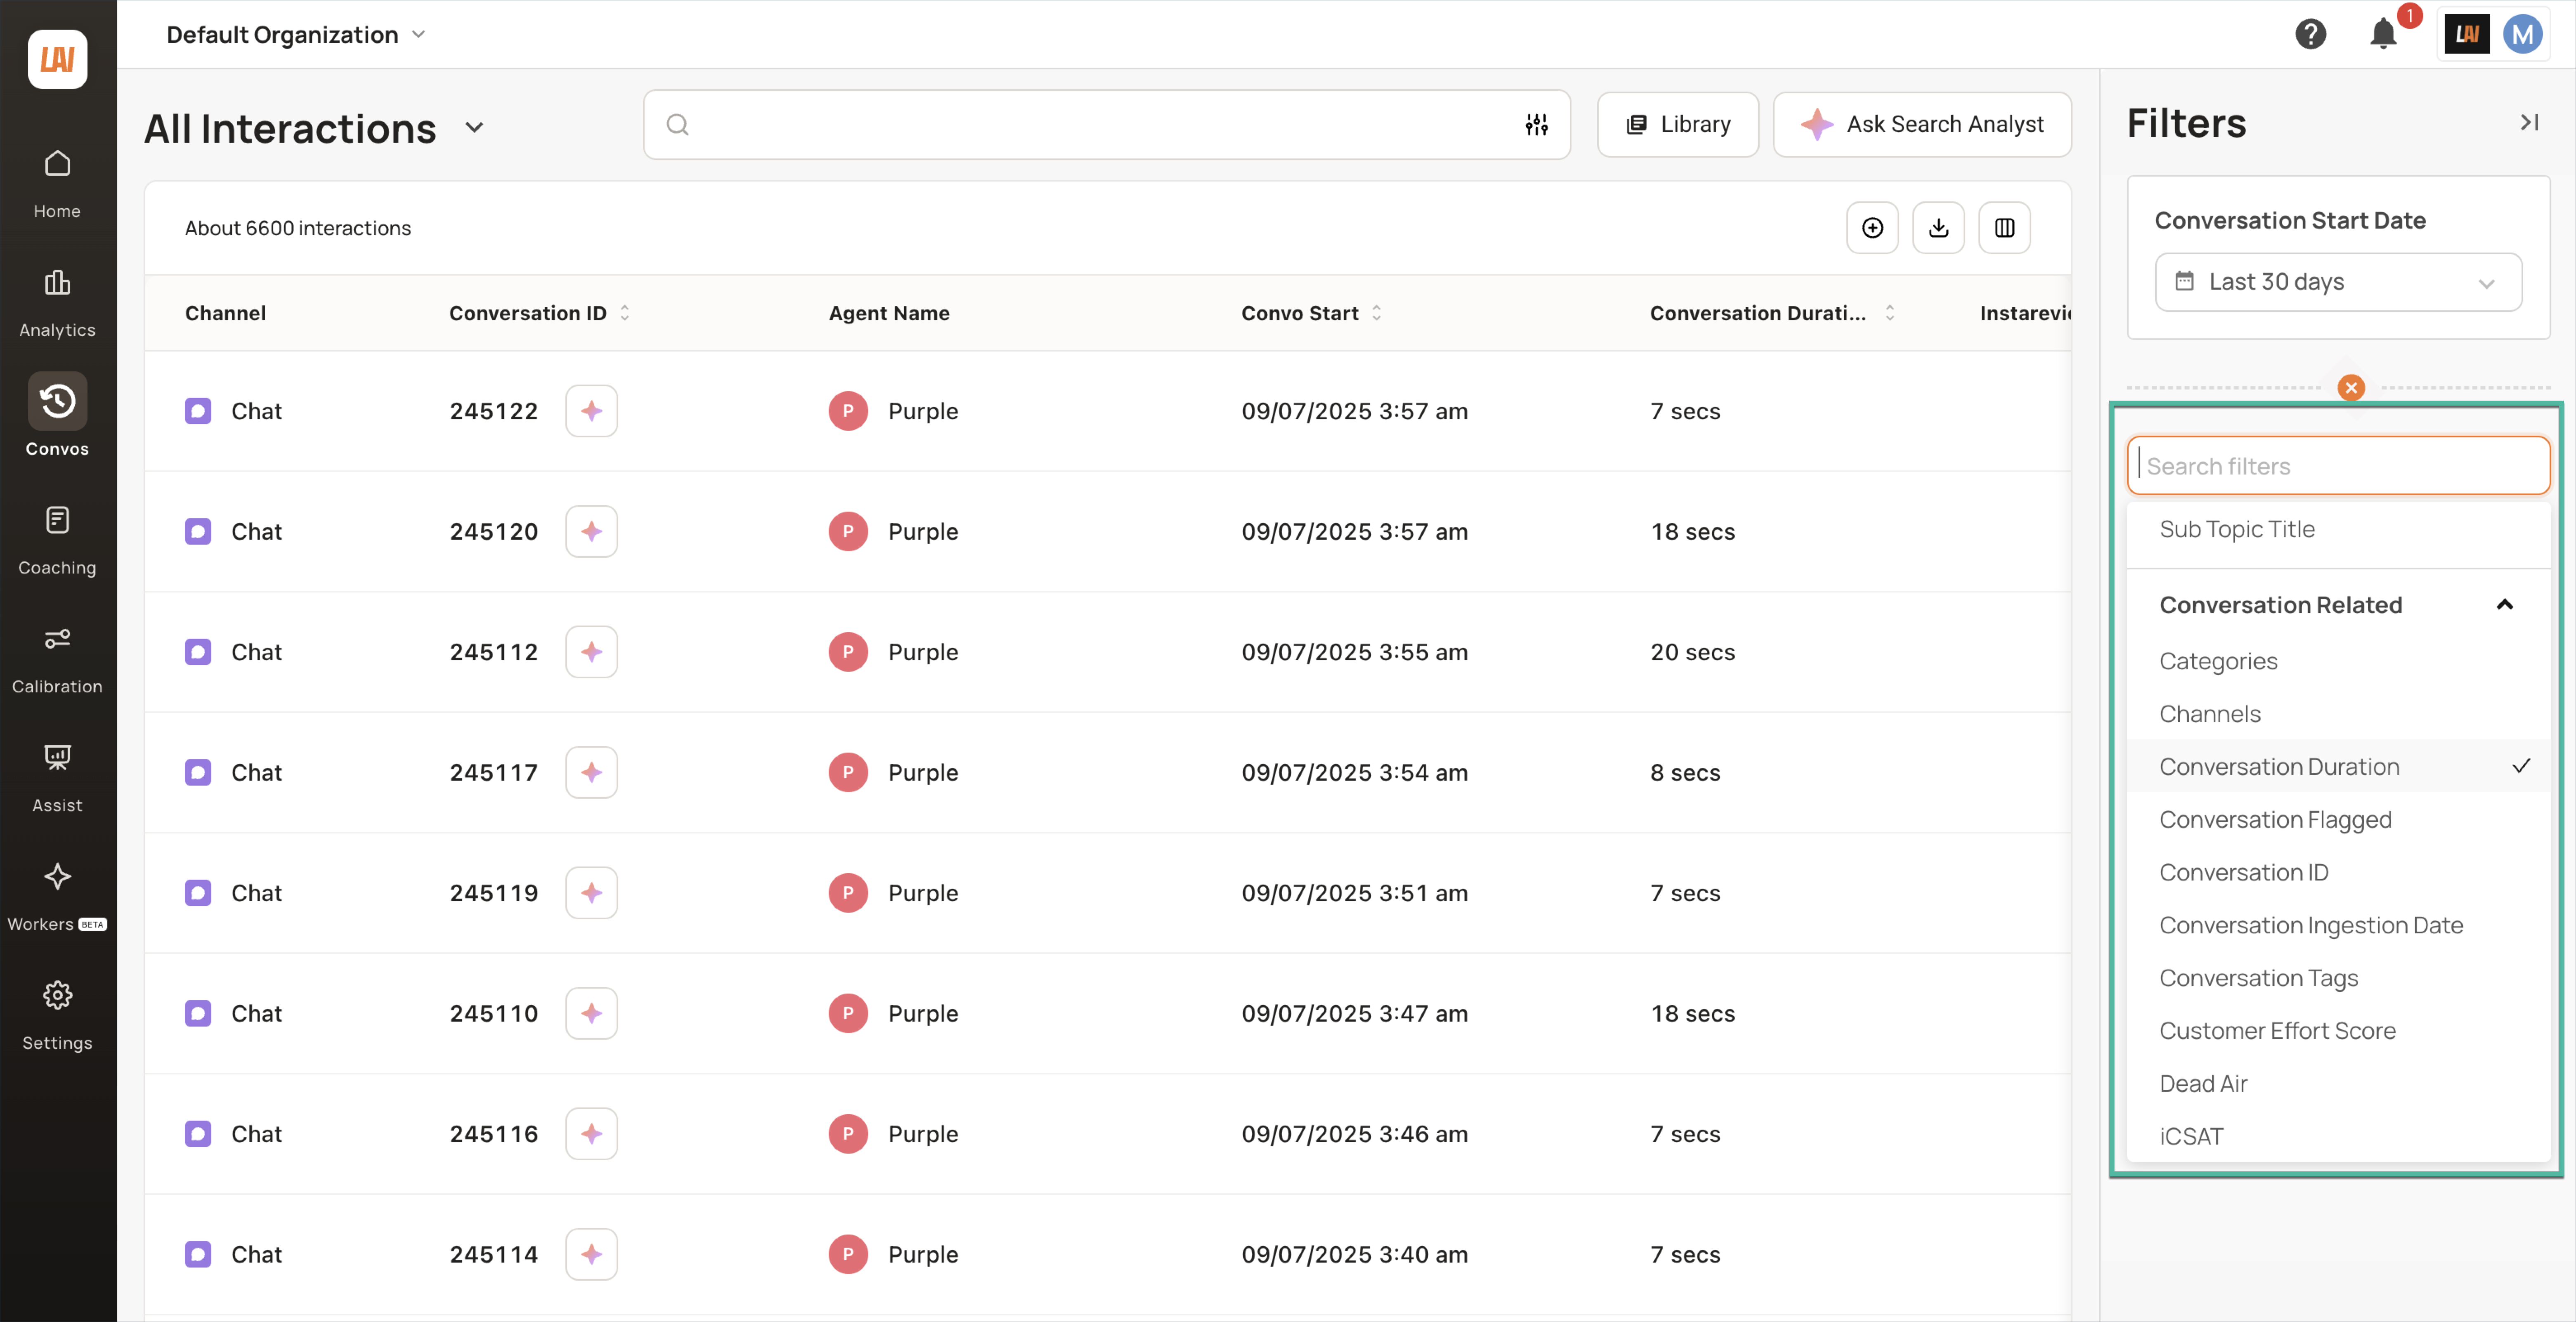 LAI
Default Organization
1
LAI
M
Home
Analytics
Convos
Coaching
Calibration
Assist
Workers BETA
Settings
All Interactions
Library
Ask Search Analyst
About 6600 interactions
Channel Conversation ID Agent Name Convo Start Conversation Durati... Instarevi
Chat 245122 P Purple 09/07/2025 3:57 am 7 secs
Chat 245120 P Purple 09/07/2025 3:57 am 18 secs
Chat 245112 P Purple 09/07/2025 3:55 am 20 secs
Chat 245117 P Purple 09/07/2025 3:54 am 8 secs
Chat 245119 P Purple 09/07/2025 3:51 am 7 secs
Chat 245110 P Purple 09/07/2025 3:47 am 18 secs
Chat 245116 P Purple 09/07/2025 3:46 am 7 secs
Chat 245114 P Purple 09/07/2025 3:40 am 7 secs
Filters
Conversation Start Date
Last 30 days
Search filters
Sub Topic Title
Conversation Related
Categories
Channels
Conversation Duration
Conversation Flagged
Conversation ID
Conversation Ingestion Date
Conversation Tags
Customer Effort Score
Dead Air
iCSAT